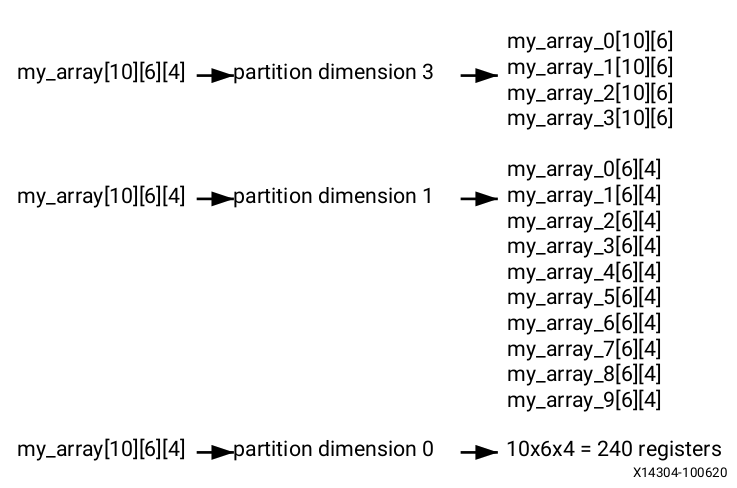 my_array[10][6][4] partition dimension 3
my_array_0[10][6]
my_array_1[10][6]
my_array_2[10][6]
my_array_3[10][6]
my_array[10][6][4] partition dimension 1
my_array_0[6][4]
my_array_1[6][4]
my_array_2[6][4]
my_array_3[6][4]
my_array_4[6][4]
my_array_5[6][4]
my_array_6[6][4]
my_array_7[6][4]
my_array_8[6][4]
my_array_9[6][4]
my_array[10][6][4] partition dimension 0 10x6x4 = 240 registers
X14304-100620